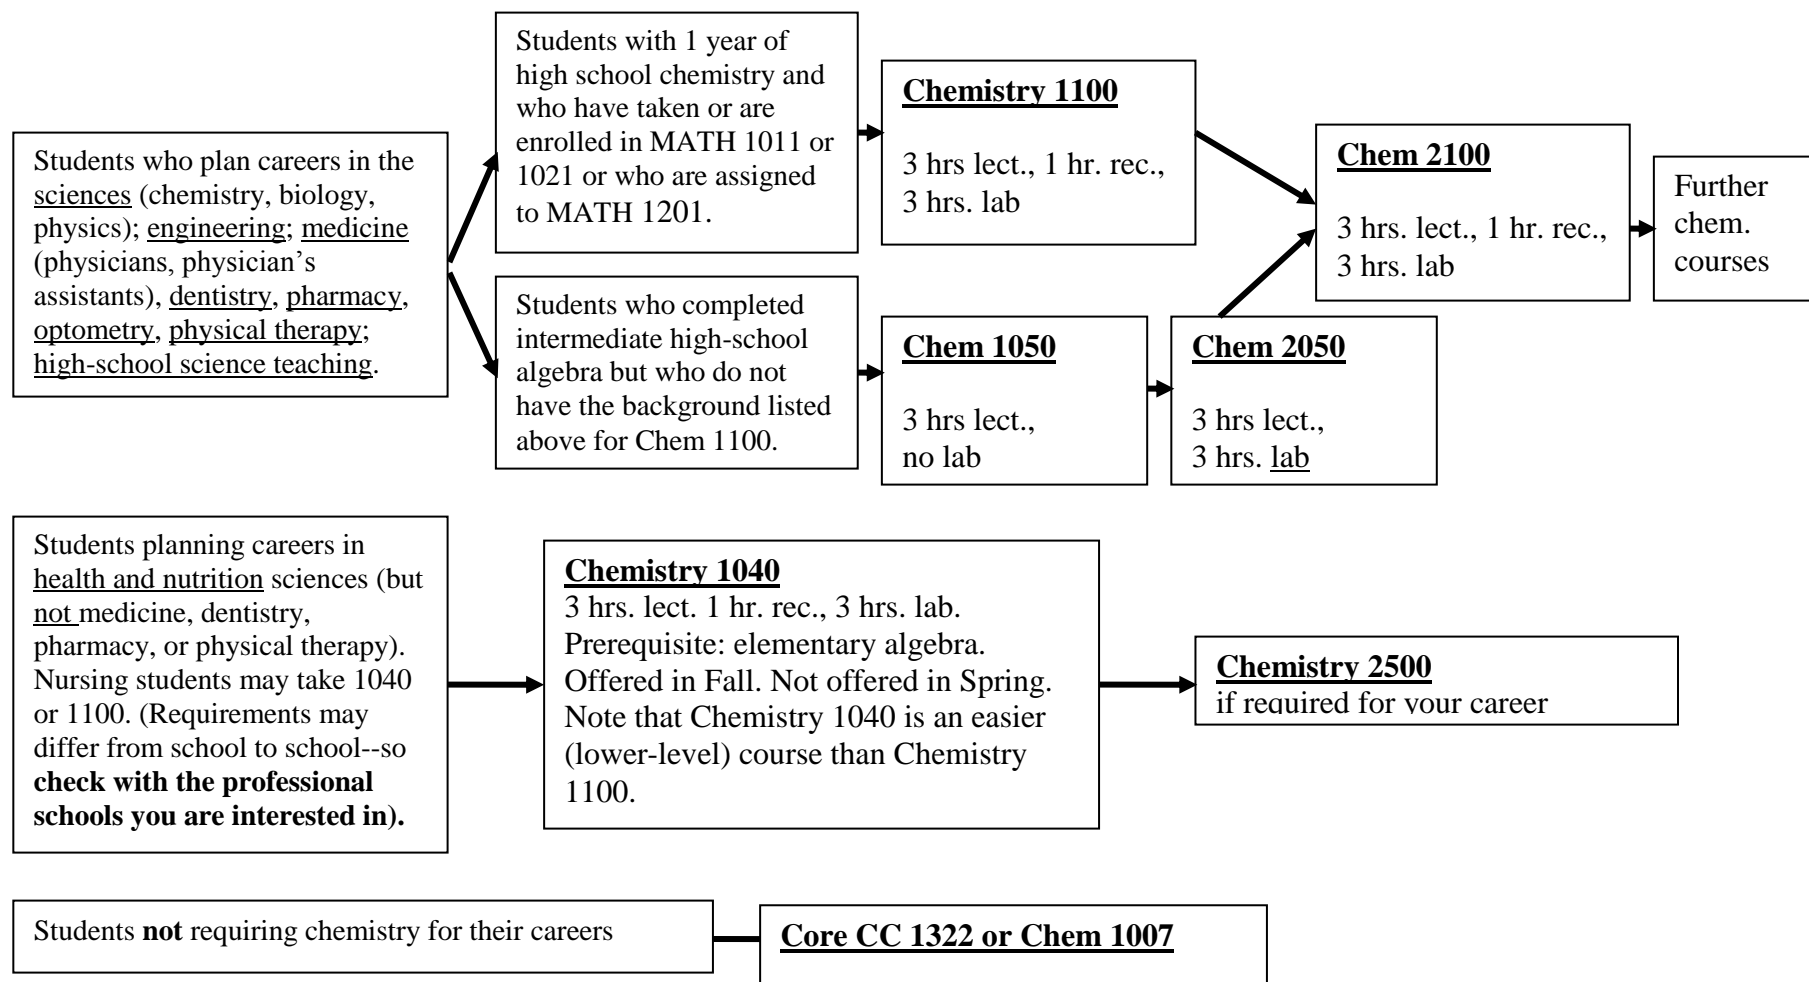 Students with 1 year of
high school chemistry and
who have taken or are
enrolled in MATH 1011 or
1021 or who are assigned
to MATH 1201.
Chemistry 1100
3 hrs lect., 1 hr. rec.,
3 hrs. lab
Students who plan careers in the
sciences (chemistry, biology,
physics); engineering; medicine
(physicians, physician’s
assistants), dentistry, pharmacy,
optometry, physical therapy;
high-school science teaching.
Chem 2100
3 hrs. lect., 1 hr. rec.,
3 hrs. lab
Further
chem.
courses
Students who completed
intermediate high-school
algebra but who do not
have the background listed
above for Chem 1100.
Chem 1050
3 hrs lect.,
no lab
Chem 2050
3 hrs lect.,
3 hrs. lab
Students planning careers in
health and nutrition sciences (but
not medicine, dentistry,
pharmacy, or physical therapy).
Nursing students may take 1040
or 1100. (Requirements may
differ from school to school--so
check with the professional
schools you are interested in).
Chemistry 1040
3 hrs. lect. 1 hr. rec., 3 hrs. lab.
Prerequisite: elementary algebra.
Offered in Fall. Not offered in Spring.
Note that Chemistry 1040 is an easier
(lower-level) course than Chemistry
1100.
Chemistry 2500
if required for your career
Students not requiring chemistry for their careers
Core CC 1322 or Chem 1007